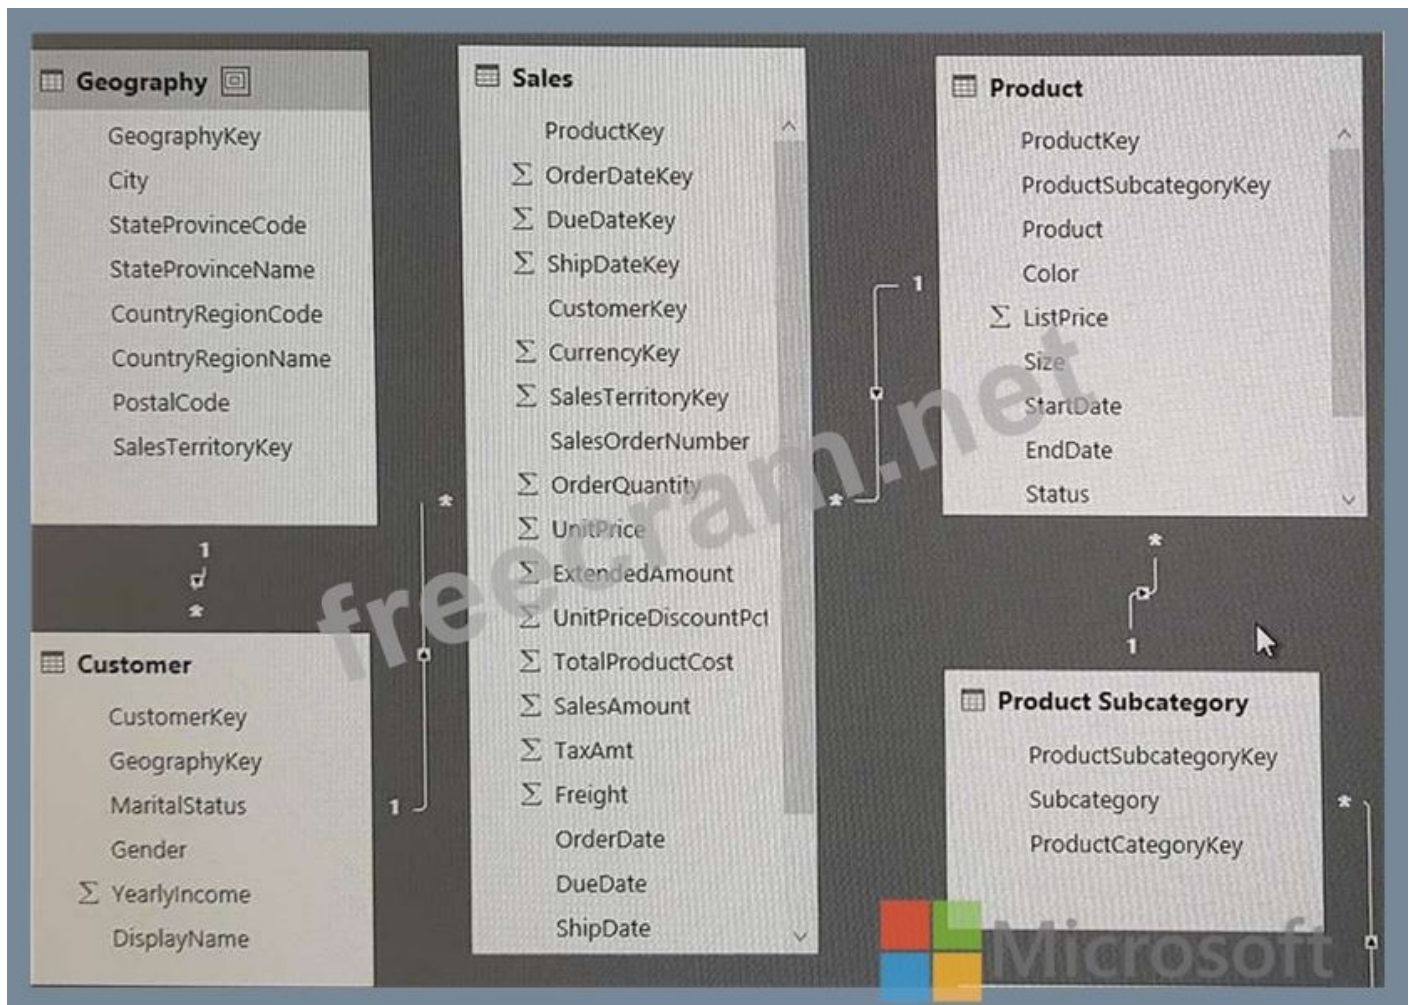 Geography
GeographyKey
City
StateProvinceCode
StateProvinceName
CountryRegionCode
CountryRegionName
PostalCode
SalesTerritoryKey
1
*
Customer
CustomerKey
GeographyKey
MaritalStatus
Gender
Σ YearlyIncome
DisplayName
*
1
Sales
ProductKey
Σ OrderDateKey
Σ DueDateKey
Σ ShipDateKey
CustomerKey
Σ CurrencyKey
Σ SalesTerritoryKey
SalesOrderNumber
Σ OrderQuantity
Σ UnitPrice
Σ ExtendedAmount
Σ UnitPriceDiscountPct
Σ TotalProductCost
Σ SalesAmount
Σ TaxAmt
Σ Freight
OrderDate
DueDate
ShipDate
1
*
Product
ProductKey
ProductSubcategoryKey
Product
Color
Σ ListPrice
Size
StartDate
EndDate
Status
*
1
Product Subcategory
ProductSubcategoryKey
Subcategory
ProductCategoryKey
*
freecram.net
Microsoft